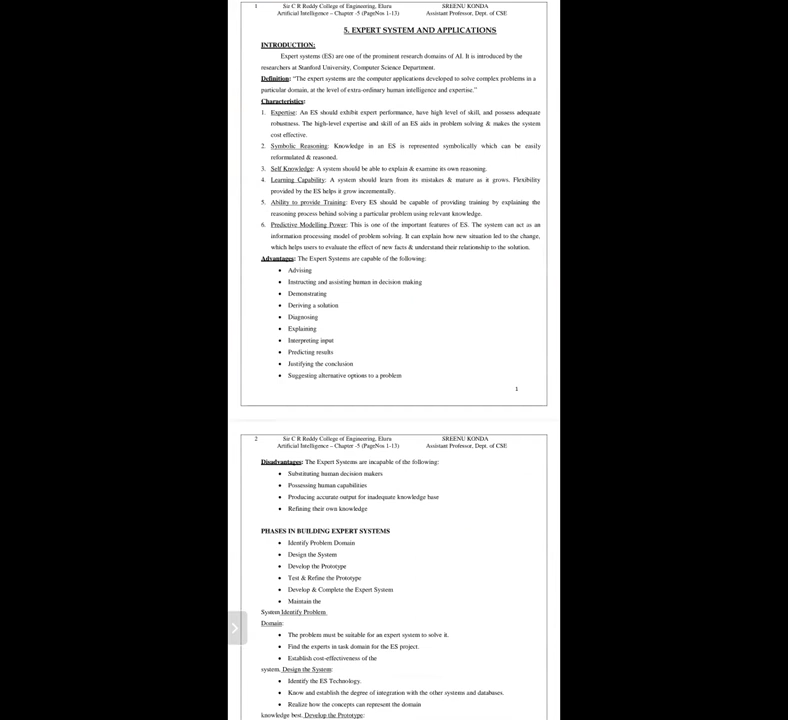 1 Sir C R Reddy College of Engineering, Eluru SREENU KONDA
Artificial Intelligence – Chapter -5 (PageNos 1-13) Assistant Professor, Dept. of CSE
5. EXPERT SYSTEM AND APPLICATIONS
INTRODUCTION:
Expert systems (ES) are one of the prominent research domains of AI. It is introduced by the
researchers at Stanford University, Computer Science Department.
Definition: "The expert systems are the computer applications developed to solve complex problems in a
particular domain, at the level of extra-ordinary human intelligence and expertise."
Characteristics:
1. Expertise: An ES should exhibit expert performance, have high level of skill, and possess adequate
robustness. The high-level expertise and skill of an ES aids in problem solving & makes the system
cost effective.
2. Symbolic Reasoning: Knowledge in an ES is represented symbolically which can be easily
reformulated & reasoned.
3. Self Knowledge: A system should be able to explain & examine its own reasoning.
4. Learning Capability: A system should learn from its mistakes & mature as it grows. Flexibility
provided by the ES helps it grow incrementally.
5. Ability to provide Training: Every ES should be capable of providing training by explaining the
reasoning process behind solving a particular problem using relevant knowledge.
6. Predictive Modelling Power: This is one of the important features of ES. The system can act as an
information processing model of problem solving. It can explain how new situation led to the change,
which helps users to evaluate the effect of new facts & understand their relationship to the solution.
Advantages: The Expert Systems are capable of the following:
• Advising
• Instructing and assisting human in decision making
• Demonstrating
• Deriving a solution
• Diagnosing
• Explaining
• Interpreting input
• Predicting results
• Justifying the conclusion
• Suggesting alternative options to a problem
1
2 Sir C R Reddy College of Engineering, Eluru SREENU KONDA
Artificial Intelligence – Chapter -5 (PageNos 1-13) Assistant Professor, Dept. of CSE
Disadvantages: The Expert Systems are incapable of the following:
• Substituting human decision makers
• Possessing human capabilities
• Producing accurate output for inadequate knowledge base
• Refining their own knowledge
PHASES IN BUILDING EXPERT SYSTEMS
• Identify Problem Domain
• Design the System
• Develop the Prototype
• Test & Refine the Prototype
• Develop & Complete the Expert System
• Maintain the
System Identify Problem
Domain:
• The problem must be suitable for an expert system to solve it.
• Find the experts in task domain for the ES project.
• Establish cost-effectiveness of the
system. Design the System:
• Identify the ES Technology.
• Know and establish the degree of integration with the other systems and databases.
• Realize how the concepts can represent the domain
knowledge best. Develop the Prototype: